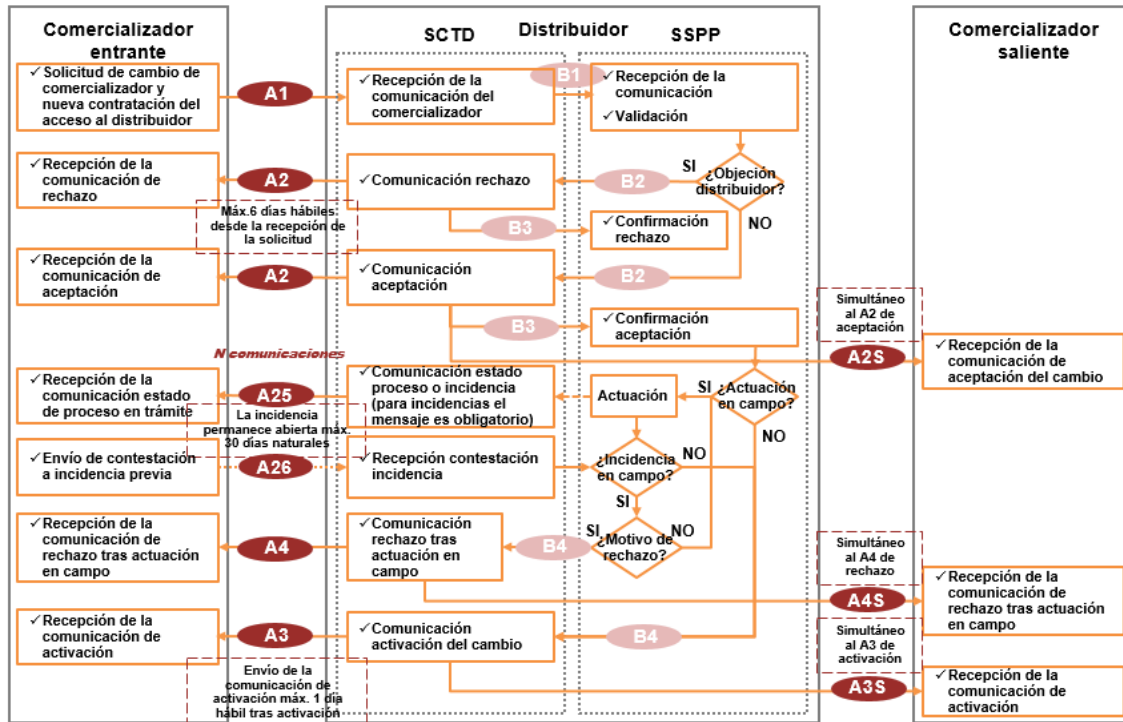 Comercializador
entrante
SCTD
Distribuidor
SSPP
Comercializador
saliente
✓ Solicitud de cambio de
comercializador y
nueva contratación del
acceso al distribuidor
A1
✓ Recepción de la
comunicación del
comercializador
B1
✓ Recepción de la
comunicación
✓ Validación
✓ Recepción de la
comunicación de
rechazo
A2
✓ Comunicación rechazo
B2
SI
¿Objeción
distribuidor?
NO
Máx.6 días hábiles
desde la recepción de
la solicitud
B3
✓ Confirmación
rechazo
✓ Recepción de la
comunicación de
aceptación
A2
✓ Comunicación
aceptación
B2
B3
✓ Confirmación
aceptación
Simultáneo
al A2 de
aceptación
A2S
✓ Recepción de la
comunicación de
aceptación del cambio
N comunicaciones
✓ Recepción de la
comunicación estado
de proceso en trámite
A25
✓ Comunicación estado
proceso o incidencia
(para incidencias el
mensaje es obligatorio)
Actuación
SI
¿Actuación
en campo?
NO
La incidencia
permanece abierta máx.
30 días naturales
✓ Envío de contestación
a incidencia previa
A26
✓ Recepción contestación
incidencia
¿Incidencia
en campo?
NO
SI
✓ Recepción de la
comunicación de
rechazo tras actuación
en campo
A4
✓ Comunicación
rechazo tras
actuación en
campo
B4
SI
¿Motivo de
rechazo?
NO
Simultáneo
al A4 de
rechazo
A4S
✓ Recepción de la
comunicación de
rechazo tras actuación
en campo
✓ Recepción de la
comunicación de
activación
A3
✓ Comunicación
activación del cambio
B4
Simultáneo
al A3 de
activación
A3S
✓ Recepción de la
comunicación de
activación
Envío de la
comunicación de
activación máx. 1 día
hábil tras activación